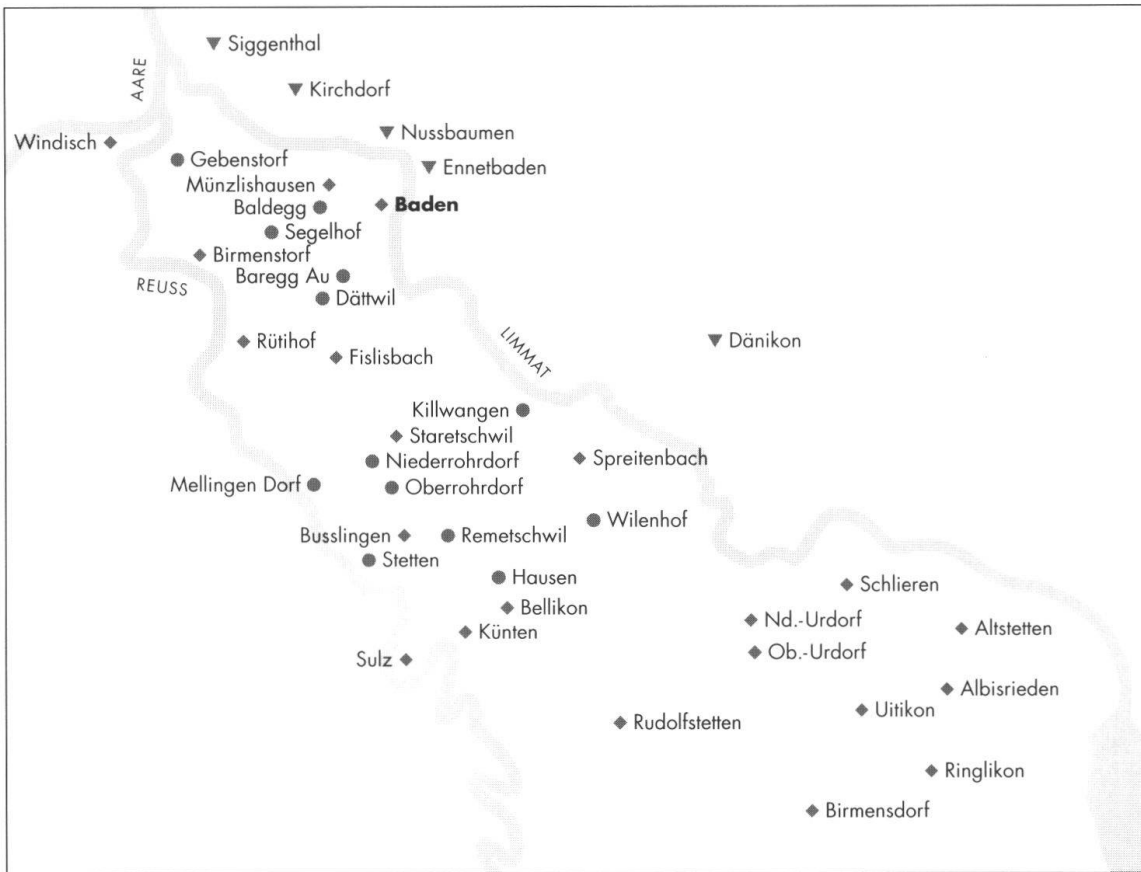 Siggenthal
AARE
Kirchdorf
Nussbaumen
Windisch
Gebenstorf
Ennetbaden
Münzlishausen
Baldegg
Baden
Segelhof
Birmenstorf
Baregg Au
REUSS
Dättwil
Rütihof
LIMMAT
Dänikon
Fislisbach
Killwangen
Staretschwil
Niederrohrdorf
Spreitenbach
Mellingen Dorf
Oberrohrdorf
Wilenhof
Busslingen
Remetschwil
Stetten
Hausen
Schlieren
Bellikon
Nd.-Urdorf
Künten
Altstetten
Ob.-Urdorf
Sulz
Albisrieden
Uitikon
Rudolfstetten
Ringlikon
Birmensdorf